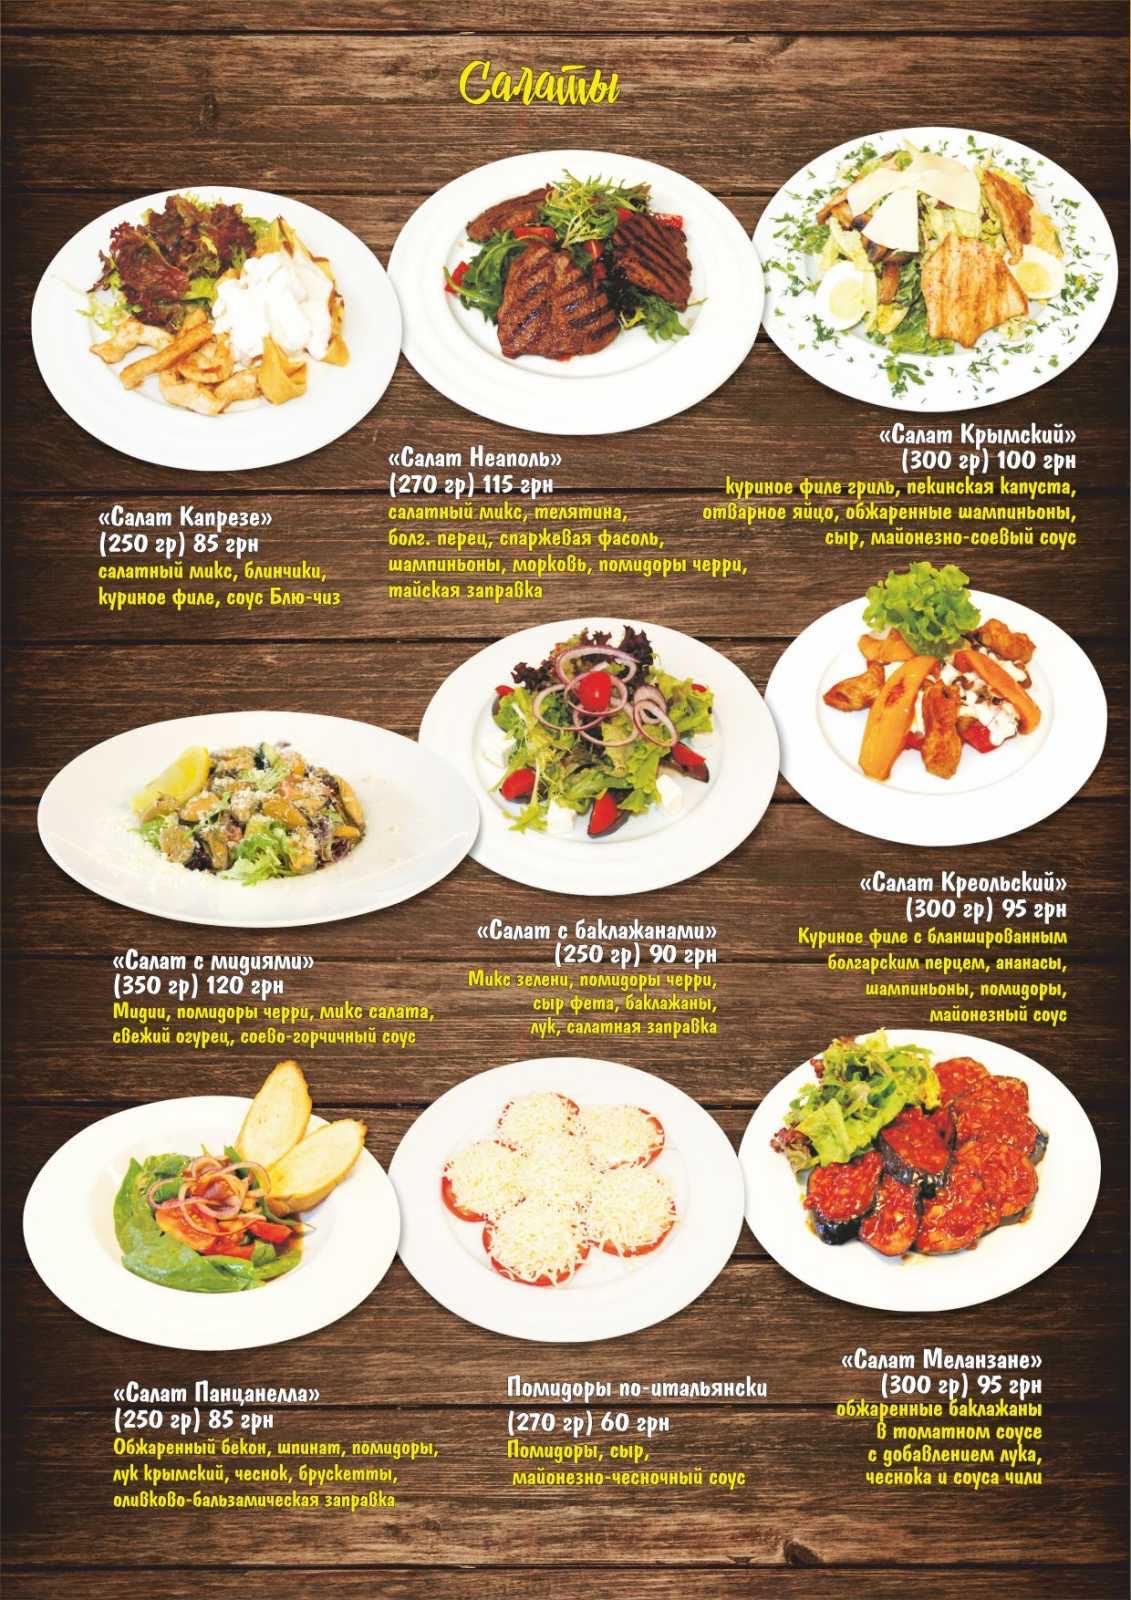 Салаты
«Салат Капрезе»
(250 гр) 85 грн
салатный микс, блинчики,
куриное филе, соус Блю-чиз
«Салат Неаполь»
(270 гр) 115 грн
салатный микс, телятина,
болг. перец, спаржевая фасоль,
шампиньоны, морковь, помидоры черри,
тайская заправка
«Салат Крымский»
(300 гр) 100 грн
куриное филе гриль, пекинская капуста,
отварное яйцо, обжаренные шампиньоны,
сыр, майонезно-соевый соус
«Салат с мидиями»
(350 гр) 120 грн
Мидии, помидоры черри, микс салата,
свежий огурец, соево-горчичный соус
«Салат с баклажанами»
(250 гр) 90 грн
Микс зелени, помидоры черри,
сыр фета, баклажаны,
лук, салатная заправка
«Салат Креольский»
(300 гр) 95 грн
Куриное филе с бланшированным
болгарским перцем, ананасы,
шампиньоны, помидоры,
майонезный соус
«Салат Панцанелла»
(250 гр) 85 грн
Обжаренный бекон, шпинат, помидоры,
лук крымский, чеснок, брускетты,
оливково-бальзамическая заправка
Помидоры по-итальянски
(270 гр) 60 грн
Помидоры, сыр,
майонезно-чесночный соус
«Салат Меланзане»
(300 гр) 95 грн
обжаренные баклажаны
в томатном соусе
с добавлением лука,
чеснока и соуса чили